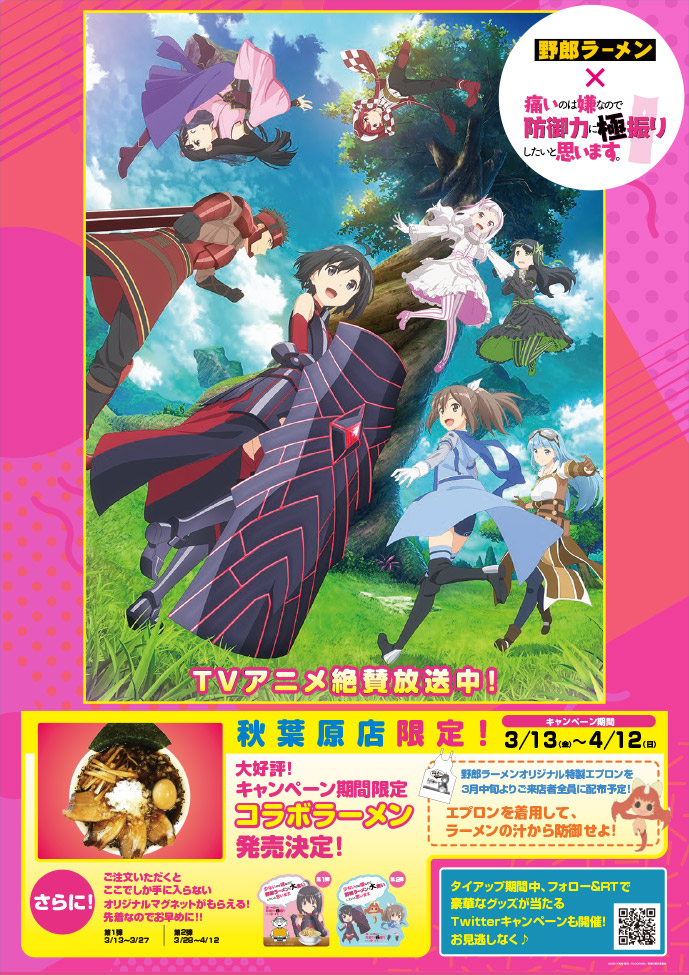 野郎ラーメン
×
痛いのは嫌なので
防御力に極振り
したいと思います。
TVアニメ絶賛放送中!
秋葉原店限定!
キャンペーン期間
3/13(金)～4/12(日)
大好評!
キャンペーン期間限定
コラボラーメン
発売決定!
野郎ラーメンオリジナル特製エプロンを
3月中旬よりご来店者全員に配布予定!
エプロンを着用して、
ラーメンの汁から防御せよ!
さらに!
ご注文いただくと
ここでしか手に入らない
オリジナルマグネットがもらえる!
先着なのでお早めに!!
第1弾
3/13～3/27
第2弾
3/28～4/12
第1弾
第2弾
タイアップ期間中、フォロー&RTで
豪華なグッズが当たる
Twitterキャンペーンも開催!
お見逃しなく♪